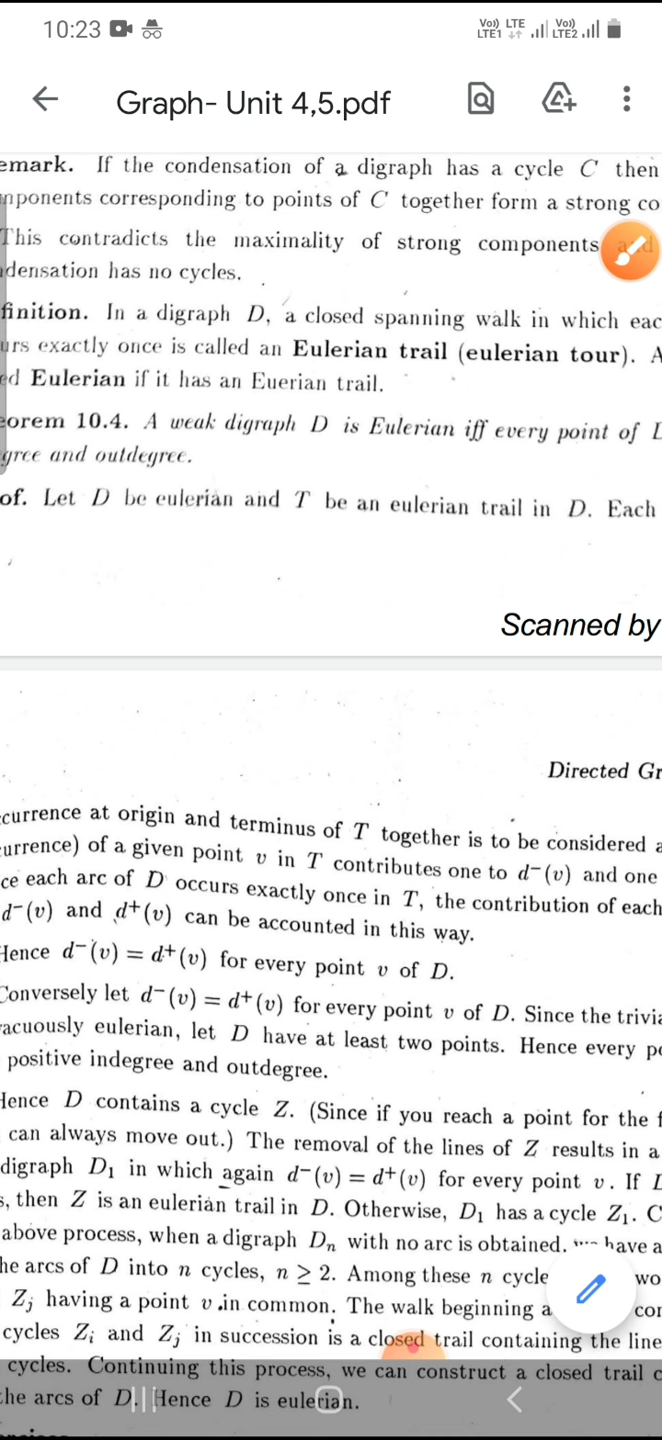 10:23
Vo)) LTE LTE1 Vo)) LTE2
Graph- Unit 4,5.pdf
emark. If the condensation of a digraph has a cycle C then
nponents corresponding to points of C together form a strong co
This contradicts the maximality of strong components and
densation has no cycles.
finition. In a digraph D, a closed spanning walk in which eac
urs exactly once is called an Eulerian trail (eulerian tour). A
ed Eulerian if it has an Euerian trail.
eorem 10.4. A weak digraph D is Eulerian iff every point of D
gree and outdegree.
of. Let D be eulerian and T be an eulerian trail in D. Each
Scanned by
Directed Gr
currence at origin and terminus of T together is to be considered a
urrence) of a given point v in T contributes one to d⁻(v) and one
ce each arc of D occurs exactly once in T, the contribution of each
d⁻(v) and d⁺(v) can be accounted in this way.
Hence d⁻(v) = d⁺(v) for every point v of D.
Conversely let d⁻(v) = d⁺(v) for every point v of D. Since the trivia
acuously eulerian, let D have at least two points. Hence every po
positive indegree and outdegree.
Hence D contains a cycle Z. (Since if you reach a point for the f
can always move out.) The removal of the lines of Z results in a
digraph D₁ in which again d⁻(v) = d⁺(v) for every point v. If D
s, then Z is an eulerian trail in D. Otherwise, D₁ has a cycle Z₁. C
above process, when a digraph Dₙ with no arc is obtained. have a
he arcs of D into n cycles, n ≥ 2. Among these n cycle wo
Zⱼ having a point v in common. The walk beginning a con
cycles Zᵢ and Zⱼ in succession is a closed trail containing the line
cycles. Continuing this process, we can construct a closed trail c
the arcs of D. Hence D is eulerian.